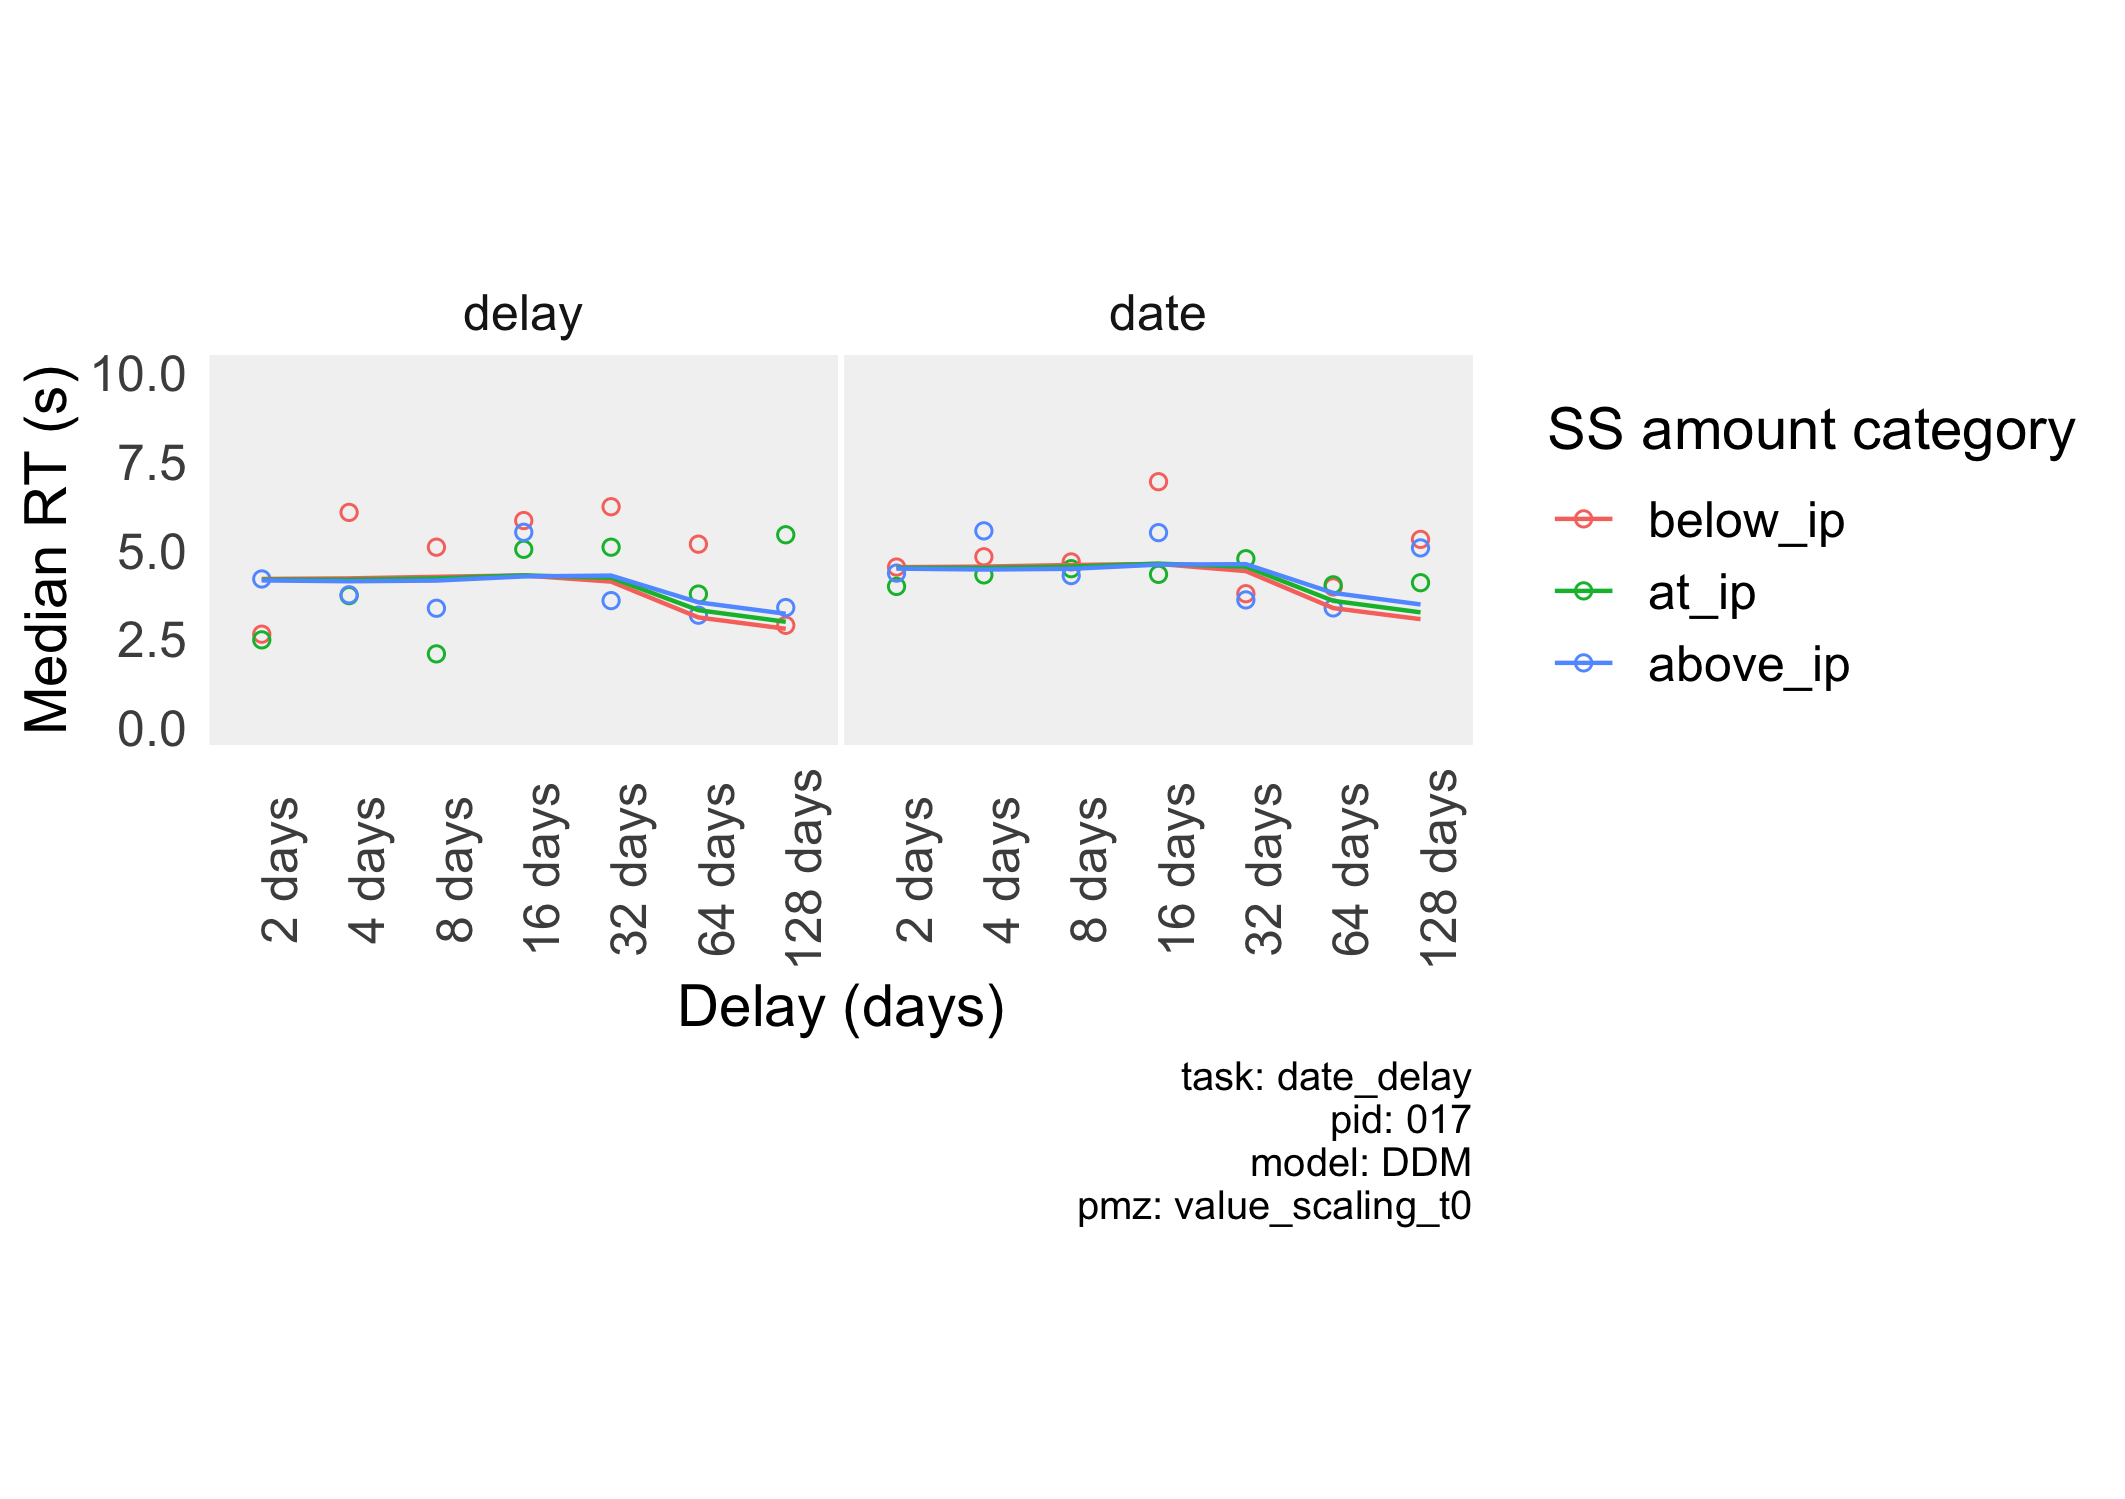 delay
date
Median RT (s)
10.0
7.5
5.0
2.5
0.0
2 days
4 days
8 days
16 days
32 days
64 days
128 days
2 days
4 days
8 days
16 days
32 days
64 days
128 days
Delay (days)
SS amount category
below_ip
at_ip
above_ip
task: date_delay
pid: 017
model: DDM
pmz: value_scaling_t0